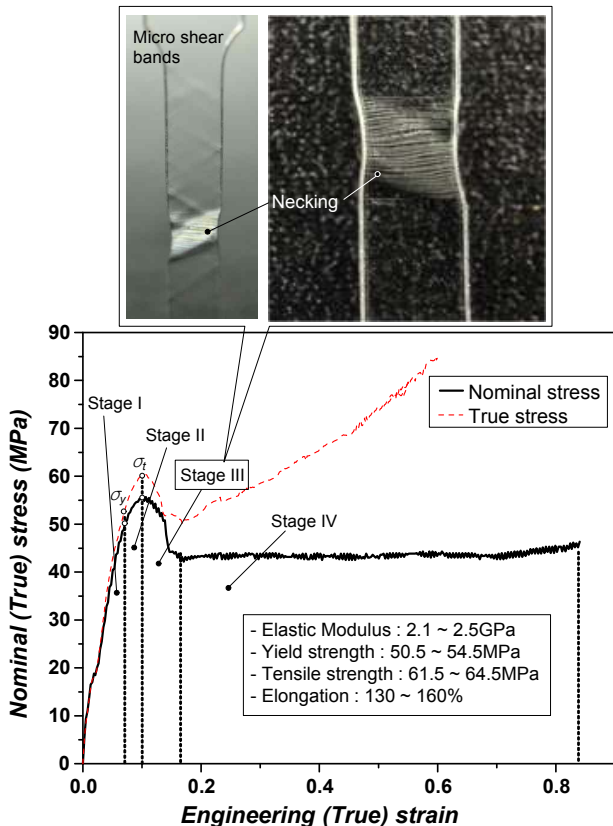 Micro shear
bands
Necking
90
80
70
60
50
40
30
20
10
0
Nominal (True) stress (MPa)
Stage I
Stage II
Stage III
Stage IV
σt
σy
Nominal stress
True stress
- Elastic Modulus : 2.1 ~ 2.5GPa
- Yield strength : 50.5 ~ 54.5MPa
- Tensile strength : 61.5 ~ 64.5MPa
- Elongation : 130 ~ 160%
0.0 0.2 0.4 0.6 0.8
Engineering (True) strain